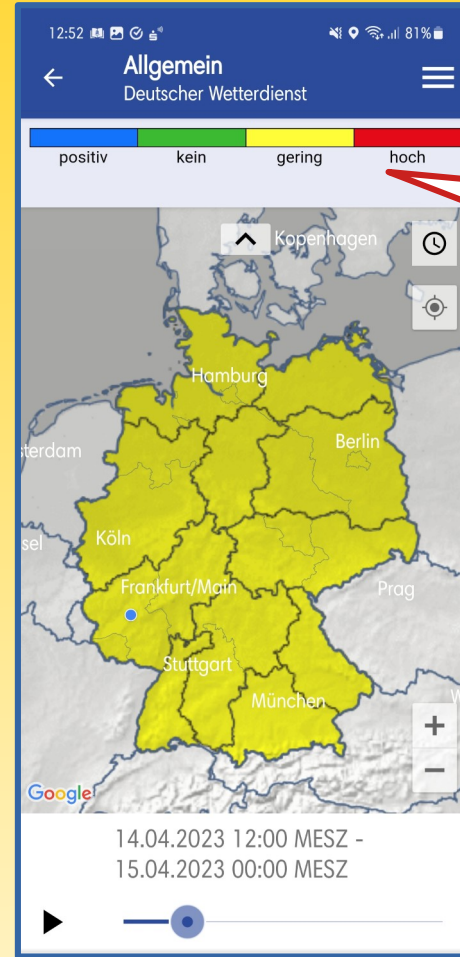 12:52 81%
Allgemein
Deutscher Wetterdienst
positiv kein gering hoch
Kopenhagen
Hamburg
sterdam
Berlin
Köln
sel
Frankfurt/Main
Prag
Stuttgart
München
W
Google
14.04.2023 12:00 MESZ -
15.04.2023 00:00 MESZ